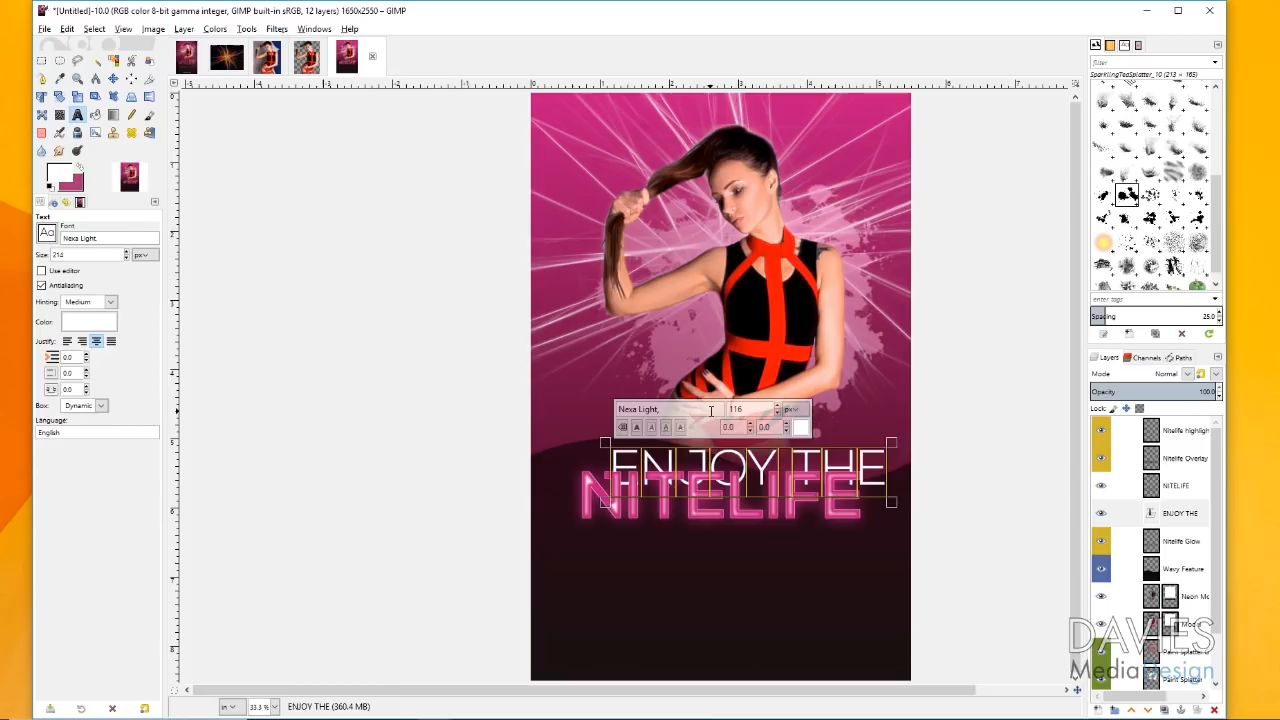 *[Untitled]-10.0 (RGB color 8-bit gamma integer, GIMP built-in sRGB, 12 layers) 1650x2550 – GIMP
File Edit Select View Image Layer Colors Tools Filters Windows Help
filter
SparklingTeaSplatter_10 (213 × 165)
Text
Font
Aa
Nexa Light,
Size: 214 px
Use editor
Antialiasing
Hinting: Medium
Color:
Justify:
0.0
0.0
0.0
Box: Dynamic
Language:
English
Nexa Light, 116 px
0.0 0.0
ENJOY THE
NITELIFE
enter tags
Spacing 25.0
Layers Channels Paths
Mode Normal
Opacity 100.0
Lock:
Nitelife highligh
Nitelife Overlay
NITELIFE
ENJOY THE
Nitelife Glow
Wavy Feature
Neon Mo
Mod
Paint Splatter
DAVIES
MediaDesign
in 33.3 % ENJOY THE (360.4 MB)